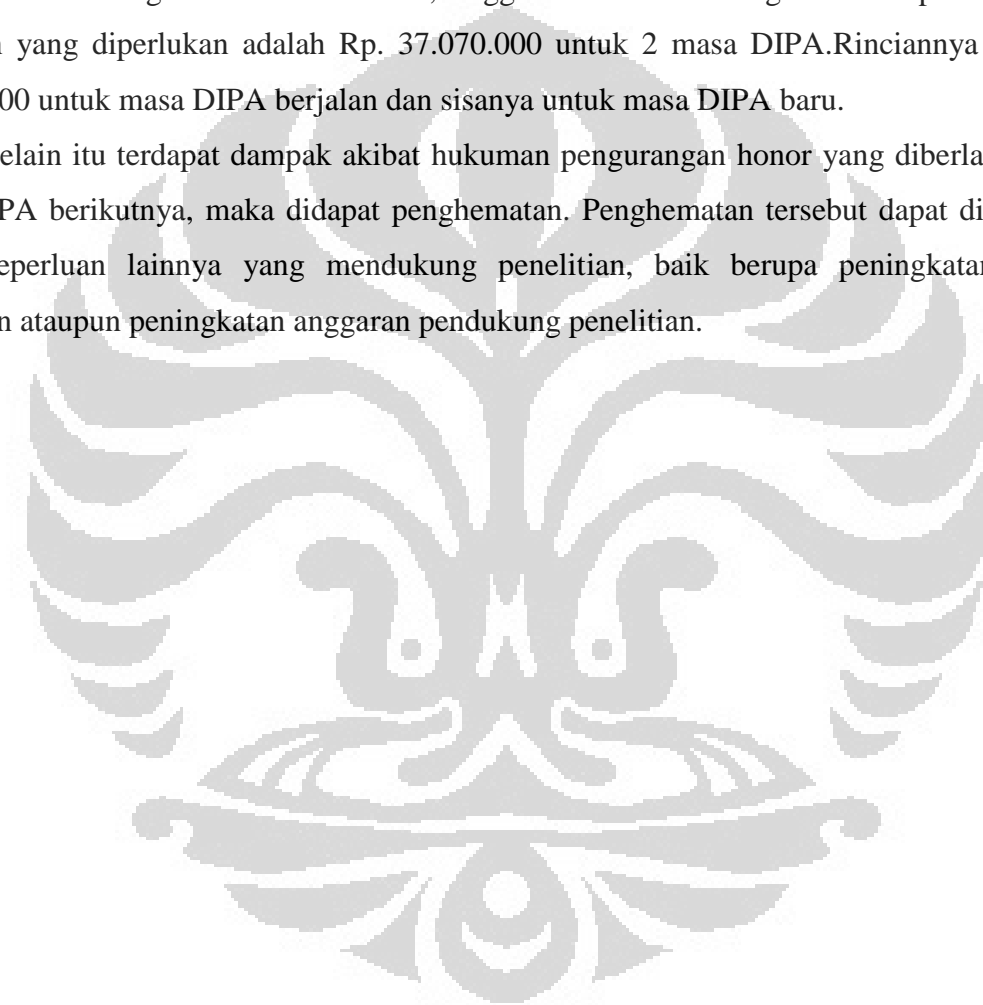 yang diperlukan adalah Rp. 37.070.000 untuk 2 masa DIPA.Rinciannya
00 untuk masa DIPA berjalan dan sisanya untuk masa DIPA baru.
elain itu terdapat dampak akibat hukuman pengurangan honor yang diberla
PA berikutnya, maka didapat penghematan. Penghematan tersebut dapat di
eperluan lainnya yang mendukung penelitian, baik berupa peningkatan
n ataupun peningkatan anggaran pendukung penelitian.